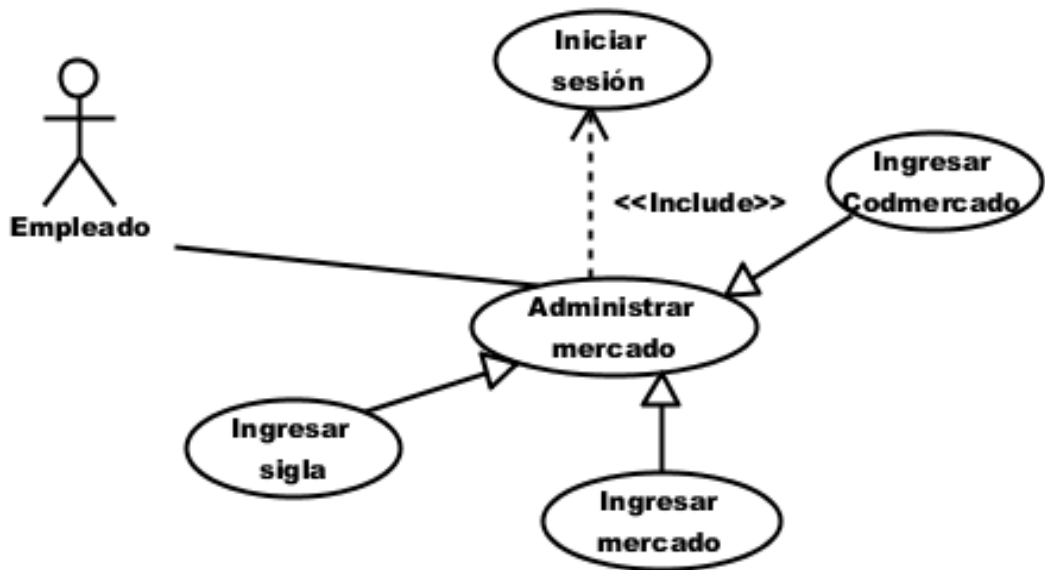 Iniciar
sesión
Empleado
<<Include>>
Ingresar
Codmercado
Administrar
mercado
Ingresar
sigla
Ingresar
mercado